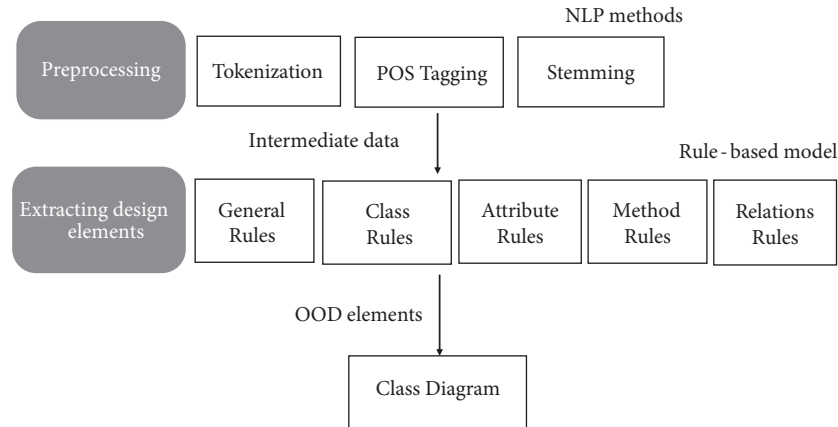 NLP methods
Preprocessing
Tokenization
POS Tagging
Stemming
Intermediate data
Rule-based model
Extracting design
elements
General
Rules
Class
Rules
Attribute
Rules
Method
Rules
Relations
Rules
OOD elements
Class Diagram